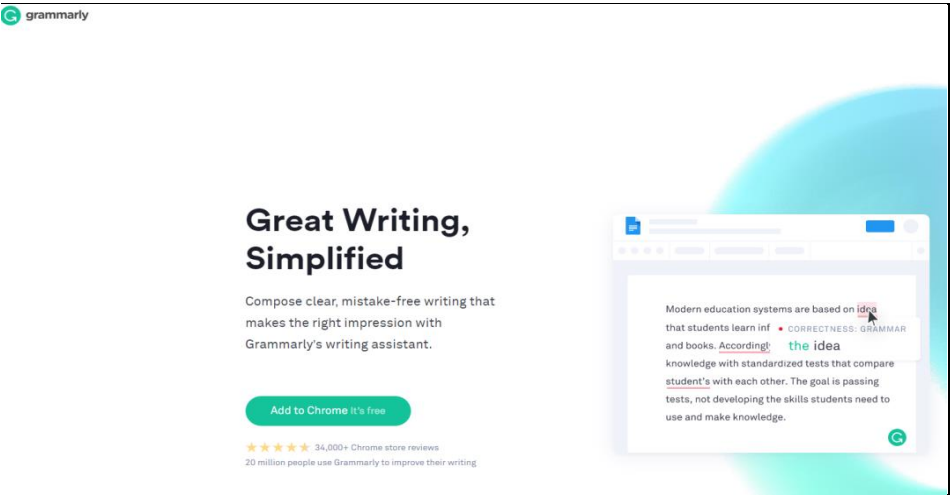 grammarly
Great Writing,
Simplified
Compose clear, mistake-free writing that
makes the right impression with
Grammarly's writing assistant.
Add to Chrome It's free
34,000+ Chrome store reviews
20 million people use Grammarly to improve their writing
Modern education systems are based on idea
that students learn inf
and books. Accordingly
knowledge with standardized tests that compare
student's with each other. The goal is passing
tests, not developing the skills students need to
use and make knowledge.
CORRECTNESS: GRAMMAR
the idea